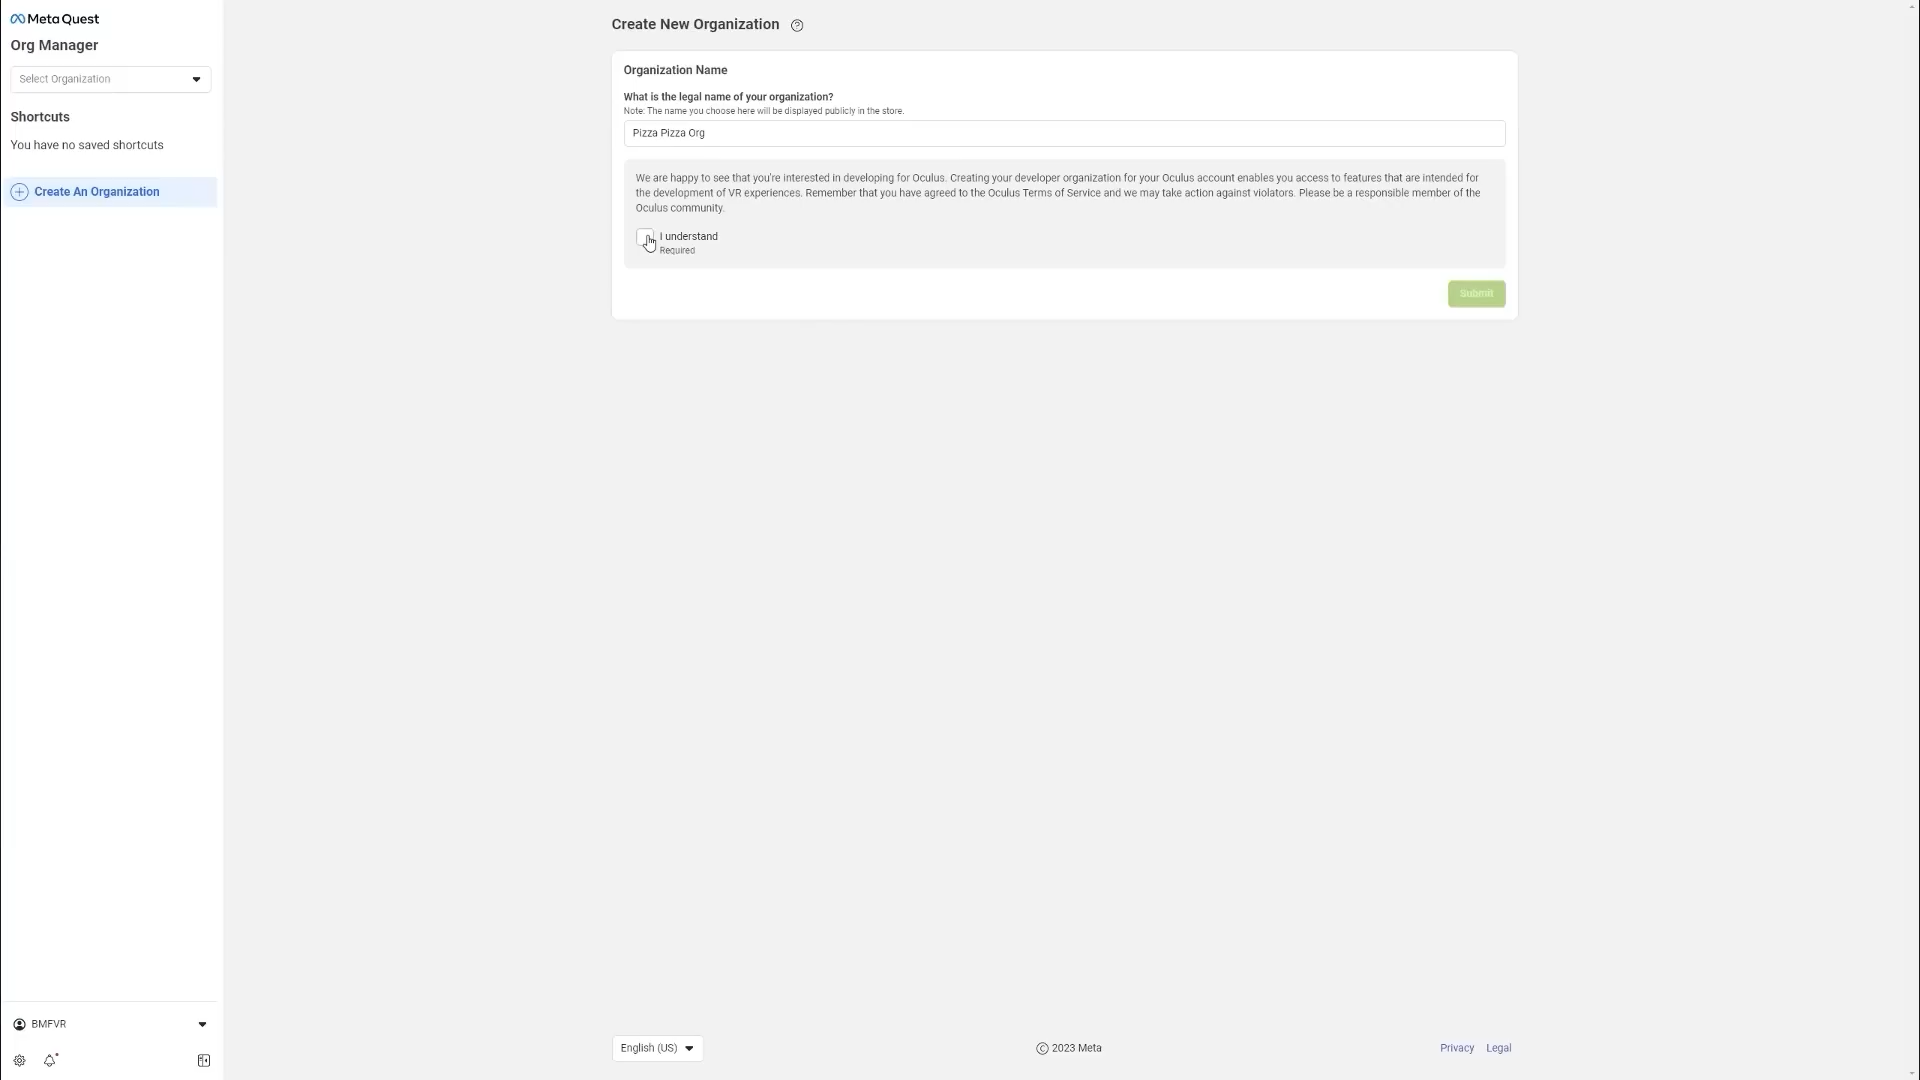 Meta Quest
Org Manager
Select Organization
Shortcuts
You have no saved shortcuts
Create An Organization
BMFVR
Create New Organization
Organization Name
What is the legal name of your organization?
Note: The name you choose here will be displayed publicly in the store.
Pizza Pizza Org
We are happy to see that you're interested in developing for Oculus. Creating your developer organization for your Oculus account enables you access to features that are intended for
the development of VR experiences. Remember that you have agreed to the Oculus Terms of Service and we may take action against violators. Please be a responsible member of the
Oculus community.
I understand
Required
Submit
English (US)
© 2023 Meta
Privacy Legal